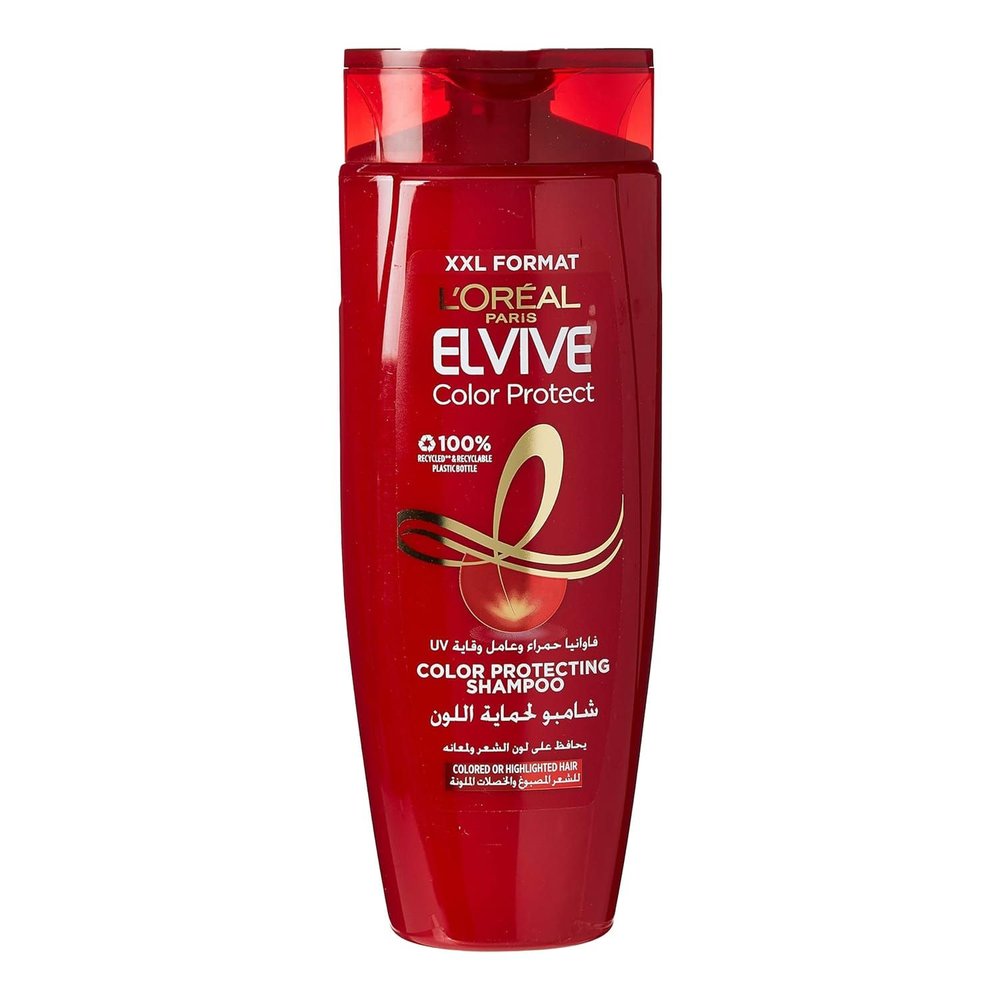 XXL FORMAT
L'ORÉAL
PARIS
ELVIVE
Color Protect
100%
RECYCLED** & RECYCLABLE
PLASTIC BOTTLE
فاوانيا حمراء وعامل وقاية UV
COLOR PROTECTING
SHAMPOO
شامبو لحماية اللون
يحافظ على لون الشعر ولمعانه
COLORED OR HIGHLIGHTED HAIR
للشعر المصبوغ والخصلات الملونة